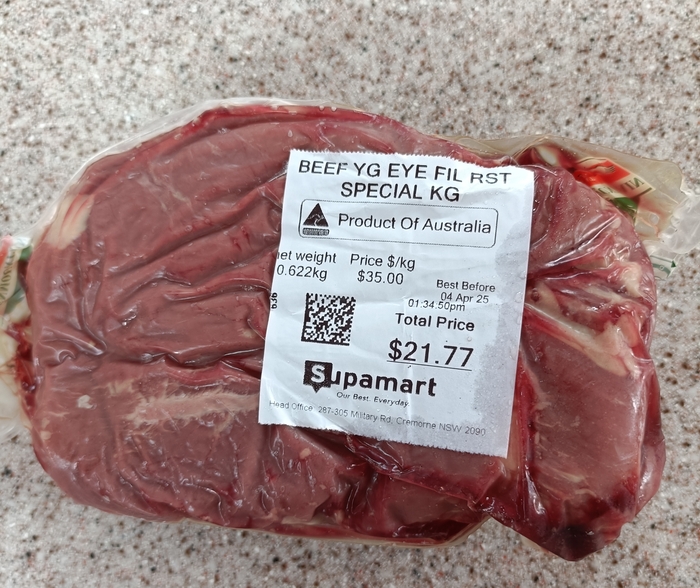 BEEF YG EYE FIL RST
SPECIAL KG
Product Of Australia
et weight Price $/kg
0.622kg $35.00
Best Before
04 Apr 25
01:34:50pm
Total Price
$21.77
Supamart
Our Best. Everyday
Head Office: 287-305 Military Rd, Cremorne NSW 2090